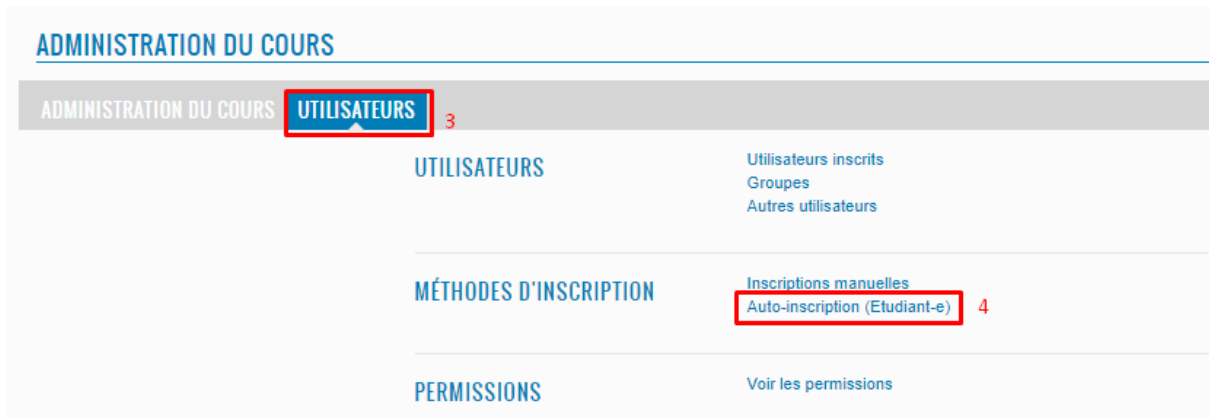 ADMINISTRATION DU COURS
ADMINISTRATION DU COURS UTILISATEURS 3
UTILISATEURS
Utilisateurs inscrits
Groupes
Autres utilisateurs
MÉTHODES D'INSCRIPTION
Inscriptions manuelles
Auto-inscription (Etudiant-e) 4
PERMISSIONS
Voir les permissions